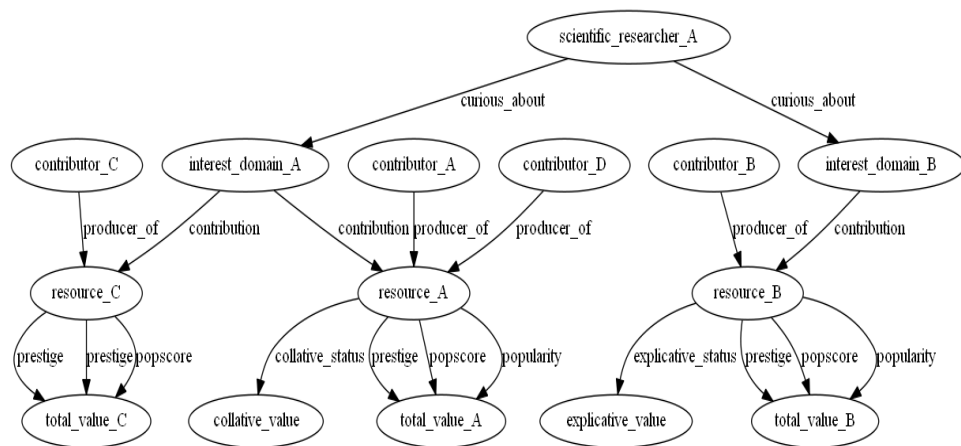 scientific_researcher_A
curious_about curious_about
contributor_C interest_domain_A contributor_A contributor_D contributor_B interest_domain_B
producer_of contribution contribution producer_of producer_of producer_of contribution
resource_C resource_A resource_B
prestige prestige popscore collative_status prestige popscore popularity explicative_status prestige popscore popularity
total_value_C collative_value total_value_A explicative_value total_value_B